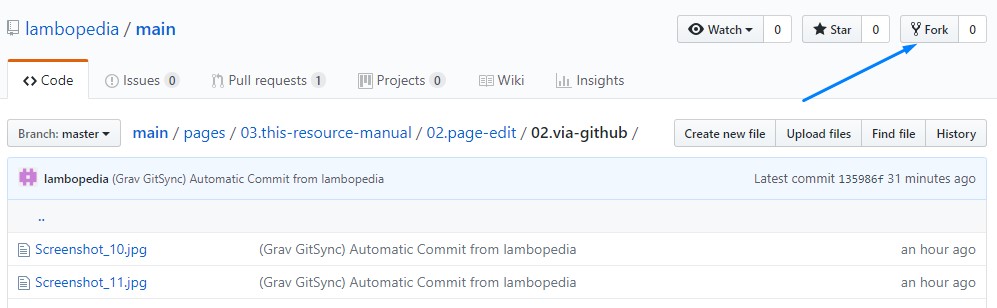 lambopedia / main
Watch 0 Star 0 Fork 0
Code Issues 0 Pull requests 1 Projects 0 Wiki Insights
Branch: master main / pages / 03.this-resource-manual / 02.page-edit / 02.via-github / Create new file Upload files Find file History
lambopedia (Grav GitSync) Automatic Commit from lambopedia Latest commit 135986f 31 minutes ago
..
Screenshot_10.jpg (Grav GitSync) Automatic Commit from lambopedia an hour ago
Screenshot_11.jpg (Grav GitSync) Automatic Commit from lambopedia an hour ago